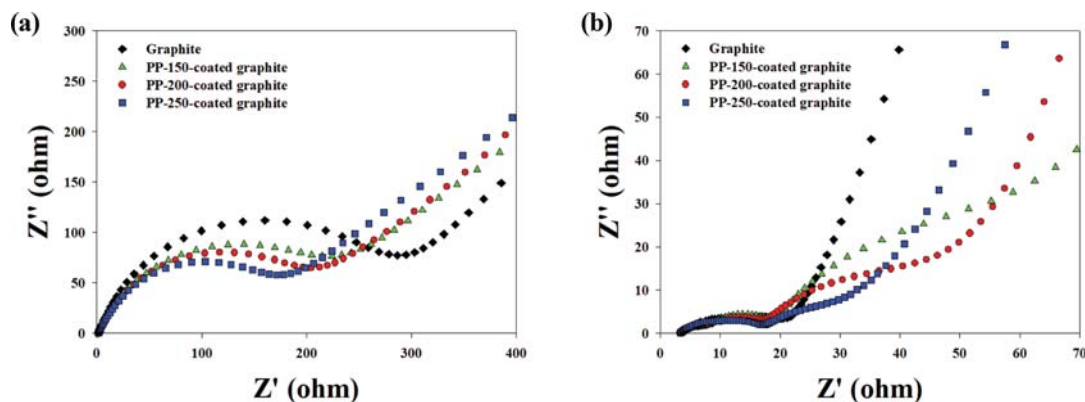 (a)
300
250
200
150
100
50
0
Z'' (ohm)
Graphite
PP-150-coated graphite
PP-200-coated graphite
PP-250-coated graphite
0
100
200
300
400
Z' (ohm)
(b)
70
60
50
40
30
20
10
0
Z'' (ohm)
Graphite
PP-150-coated graphite
PP-200-coated graphite
PP-250-coated graphite
0
10
20
30
40
50
60
70
Z' (ohm)